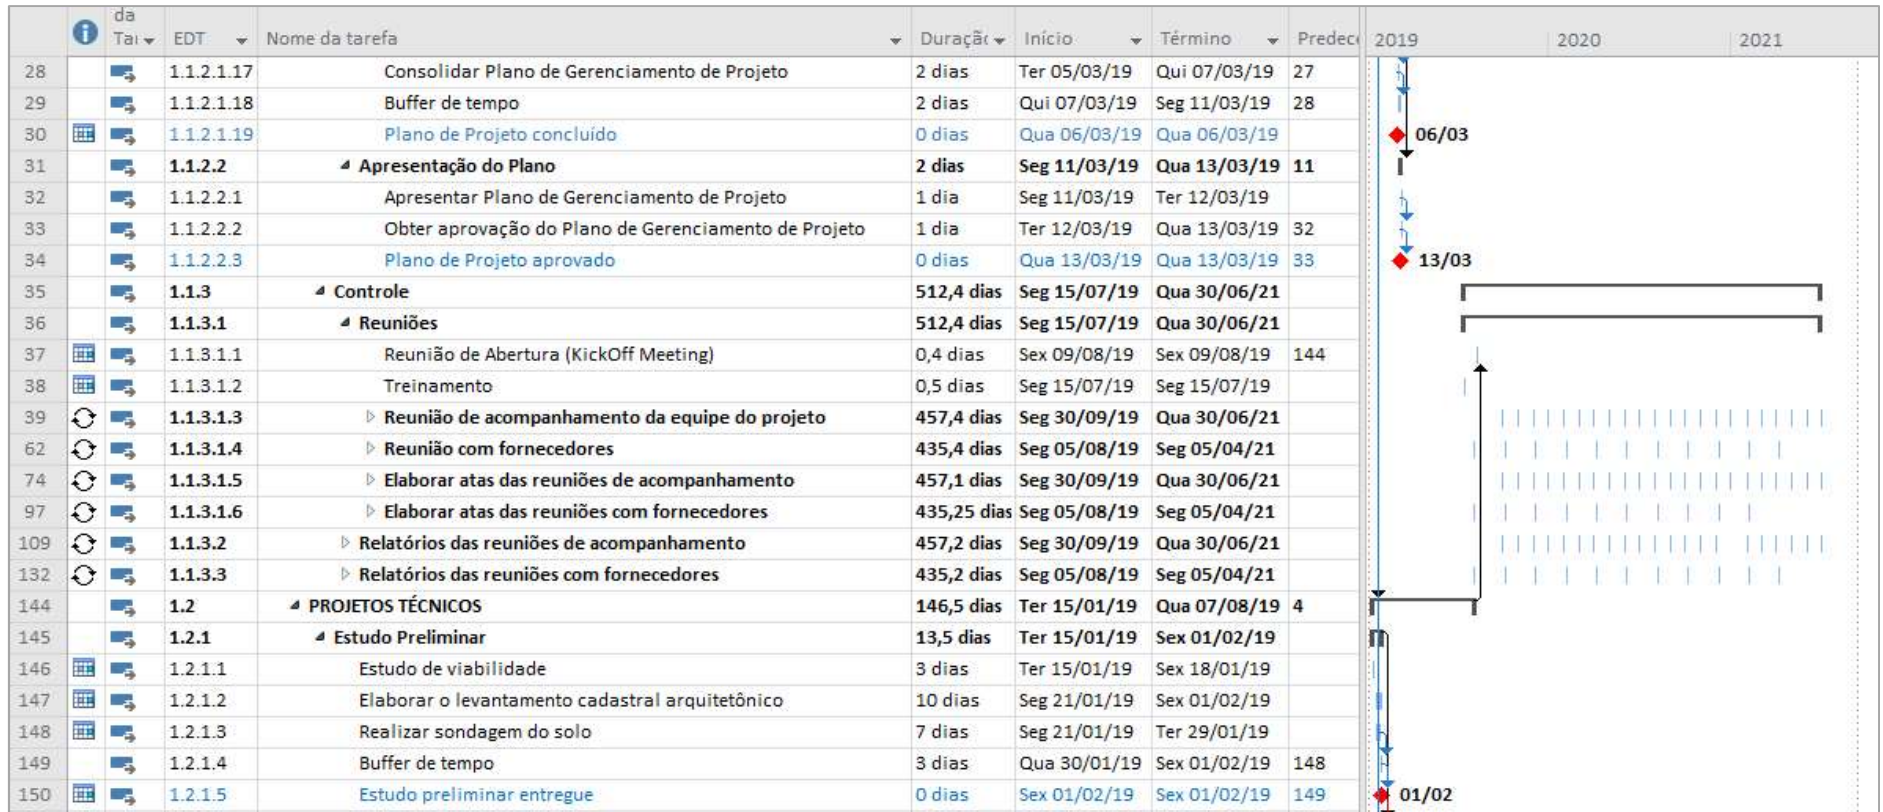 da
Tar EDT Nome da tarefa Duraçã Início Término Predec 2019 2020 2021
28 1.1.2.1.17 Consolidar Plano de Gerenciamento de Projeto 2 dias Ter 05/03/19 Qui 07/03/19 27
29 1.1.2.1.18 Buffer de tempo 2 dias Qui 07/03/19 Seg 11/03/19 28
30 1.1.2.1.19 Plano de Projeto concluído 0 dias Qua 06/03/19 Qua 06/03/19 06/03
31 1.1.2.2 Apresentação do Plano 2 dias Seg 11/03/19 Qua 13/03/19 11
32 1.1.2.2.1 Apresentar Plano de Gerenciamento de Projeto 1 dia Seg 11/03/19 Ter 12/03/19
33 1.1.2.2.2 Obter aprovação do Plano de Gerenciamento de Projeto 1 dia Ter 12/03/19 Qua 13/03/19 32
34 1.1.2.2.3 Plano de Projeto aprovado 0 dias Qua 13/03/19 Qua 13/03/19 33 13/03
35 1.1.3 Controle 512,4 dias Seg 15/07/19 Qua 30/06/21
36 1.1.3.1 Reuniões 512,4 dias Seg 15/07/19 Qua 30/06/21
37 1.1.3.1.1 Reunião de Abertura (KickOff Meeting) 0,4 dias Sex 09/08/19 Sex 09/08/19 144
38 1.1.3.1.2 Treinamento 0,5 dias Seg 15/07/19 Seg 15/07/19
39 1.1.3.1.3 Reunião de acompanhamento da equipe do projeto 457,4 dias Seg 30/09/19 Qua 30/06/21
62 1.1.3.1.4 Reunião com fornecedores 435,4 dias Seg 05/08/19 Seg 05/04/21
74 1.1.3.1.5 Elaborar atas das reuniões de acompanhamento 457,1 dias Seg 30/09/19 Qua 30/06/21
97 1.1.3.1.6 Elaborar atas das reuniões com fornecedores 435,25 dias Seg 05/08/19 Seg 05/04/21
109 1.1.3.2 Relatórios das reuniões de acompanhamento 457,2 dias Seg 30/09/19 Qua 30/06/21
132 1.1.3.3 Relatórios das reuniões com fornecedores 435,2 dias Seg 05/08/19 Seg 05/04/21
144 1.2 PROJETOS TÉCNICOS 146,5 dias Ter 15/01/19 Qua 07/08/19 4
145 1.2.1 Estudo Preliminar 13,5 dias Ter 15/01/19 Sex 01/02/19
146 1.2.1.1 Estudo de viabilidade 3 dias Ter 15/01/19 Sex 18/01/19
147 1.2.1.2 Elaborar o levantamento cadastral arquitetônico 10 dias Seg 21/01/19 Sex 01/02/19
148 1.2.1.3 Realizar sondagem do solo 7 dias Seg 21/01/19 Ter 29/01/19
149 1.2.1.4 Buffer de tempo 3 dias Qua 30/01/19 Sex 01/02/19 148
150 1.2.1.5 Estudo preliminar entregue 0 dias Sex 01/02/19 Sex 01/02/19 149 01/02